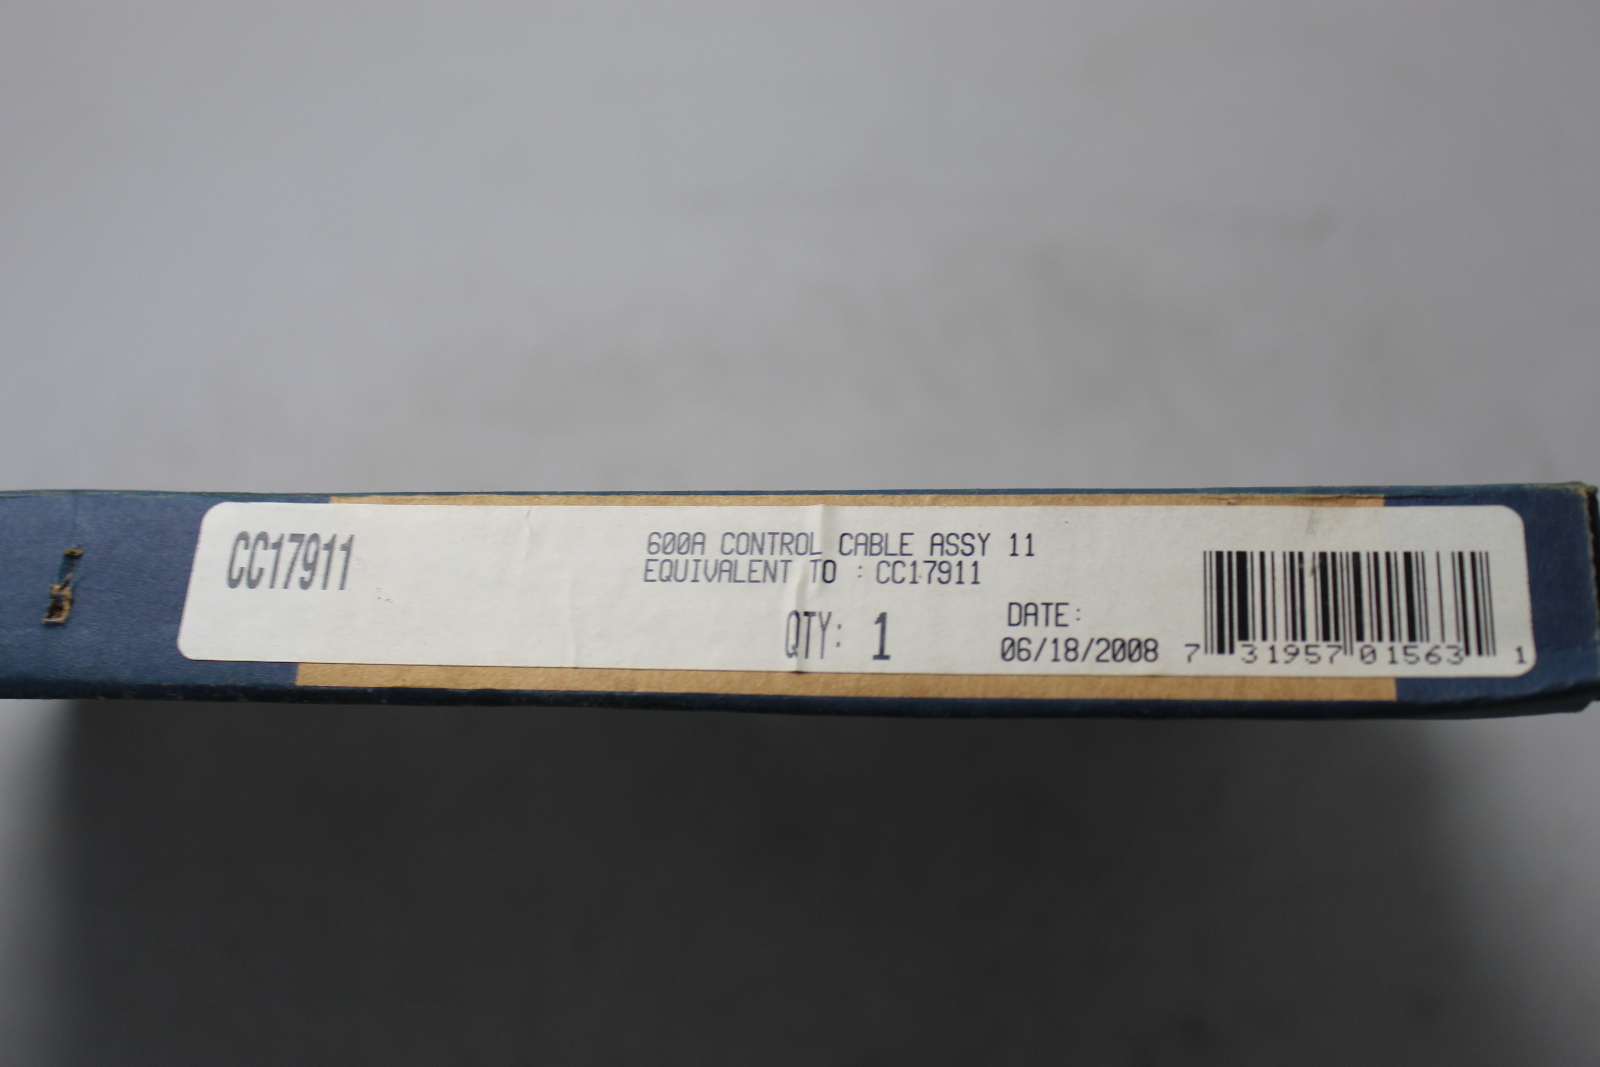 CC17911
600A CONTROL CABLE ASSY 11
EQUIVALENT TO : CC17911
QTY: 1
DATE:
06/18/2008
7 31957 01563 1